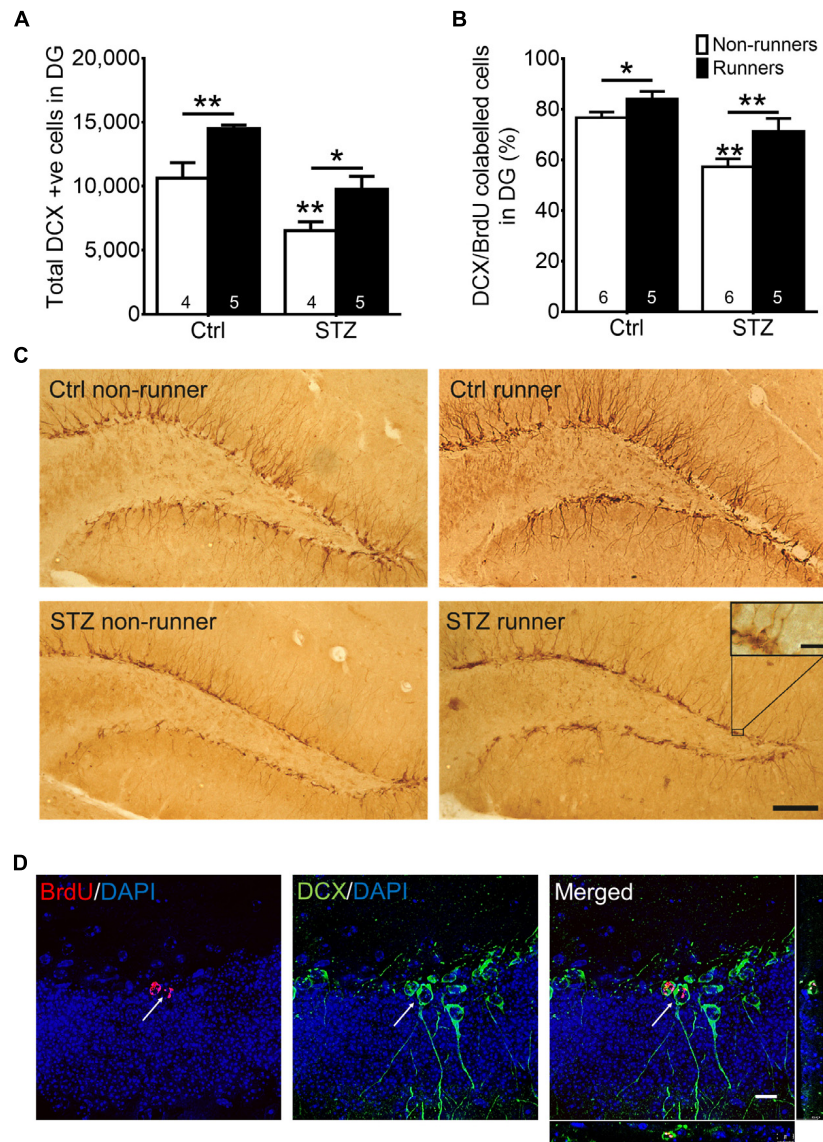 A
Total DCX +ve cells in DG
20,000
15,000
10,000
5,000
0
**
**
*
4
5
4
5
Ctrl
STZ
B
Non-runners
Runners
DCX/BrdU colabelled cells
in DG (%)
100
80
60
40
20
0
*
**
**
6
5
6
5
Ctrl
STZ
C
Ctrl non-runner
Ctrl runner
STZ non-runner
STZ runner
D
BrdU/DAPI
DCX/DAPI
Merged